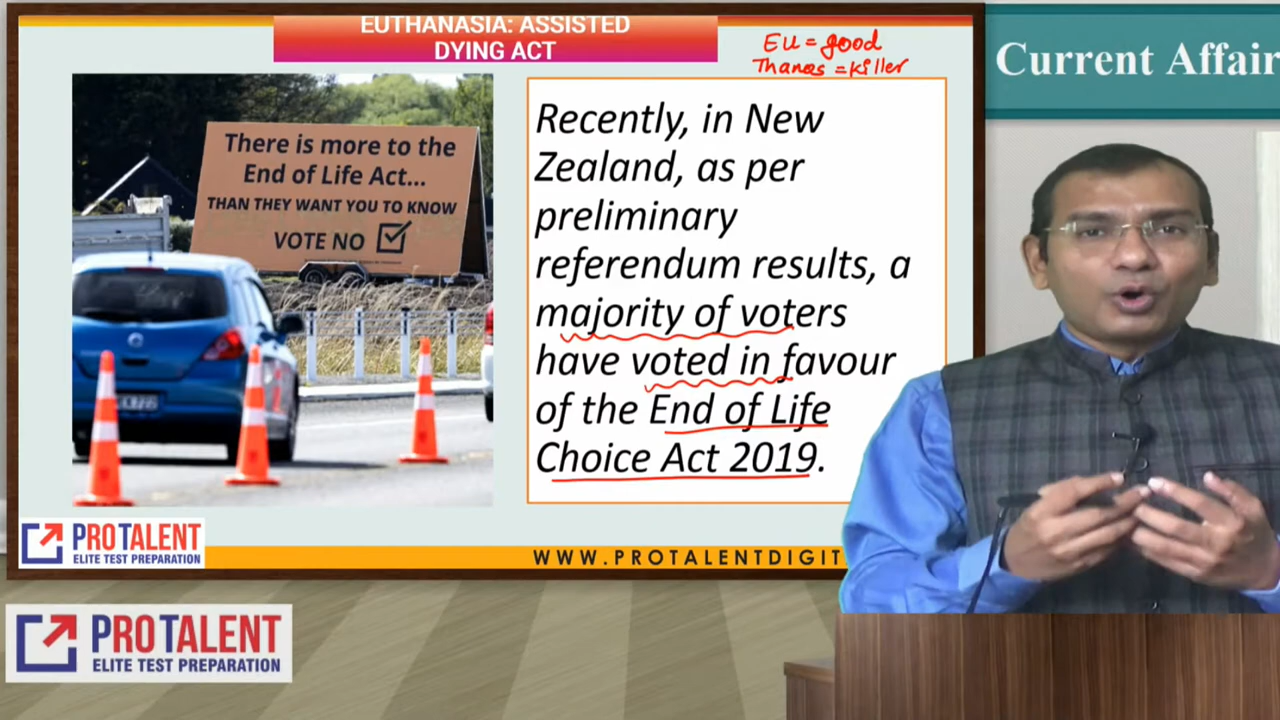 EUTHANASIA: ASSISTED
DYING ACT
EU = good
Thanos = killer
Current Affair
There is more to the
End of Life Act...
THAN THEY WANT YOU TO KNOW
VOTE NO
Recently, in New
Zealand, as per
preliminary
referendum results, a
majority of voters
have voted in favour
of the End of Life
Choice Act 2019.
PROTALENT
ELITE TEST PREPARATION
WWW.PROTALENTDIGIT
PROTALENT
ELITE TEST PREPARATION